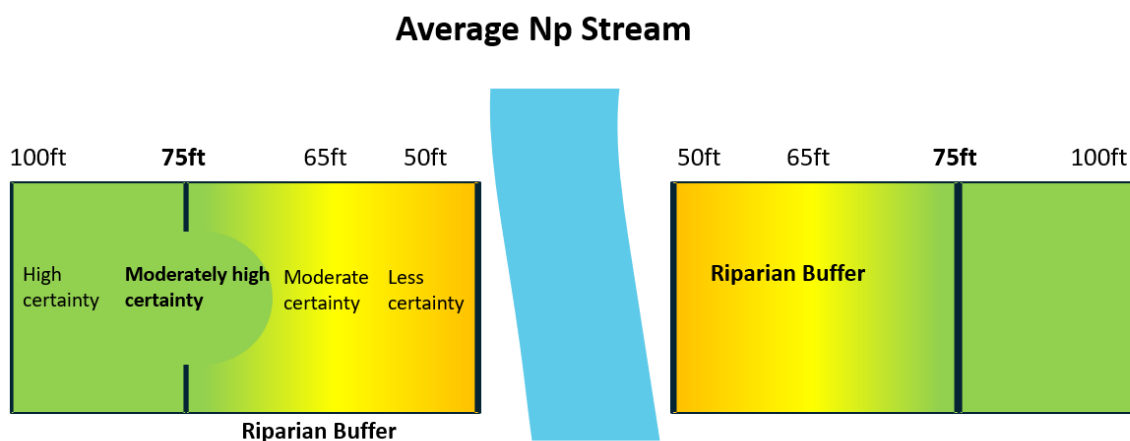 Average Np Stream
100ft 75ft 65ft 50ft 50ft 65ft 75ft 100ft
High
certainty
Moderately high
certainty
Moderate
certainty
Less
certainty
Riparian Buffer
Riparian Buffer